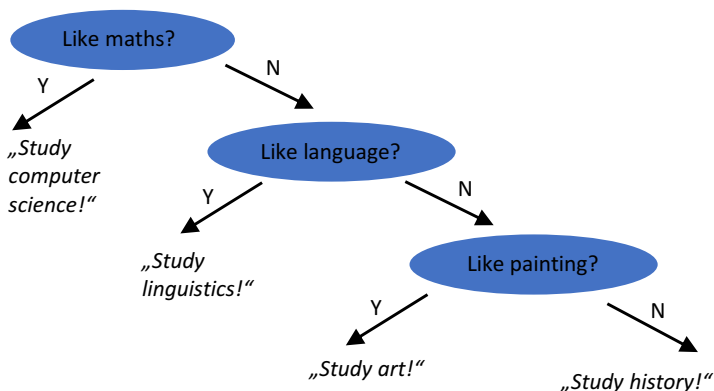 Like maths?
Y
N
„Study
computer
science!“
Like language?
Y
N
„Study
linguistics!“
Like painting?
Y
N
„Study art!“
„Study history!“